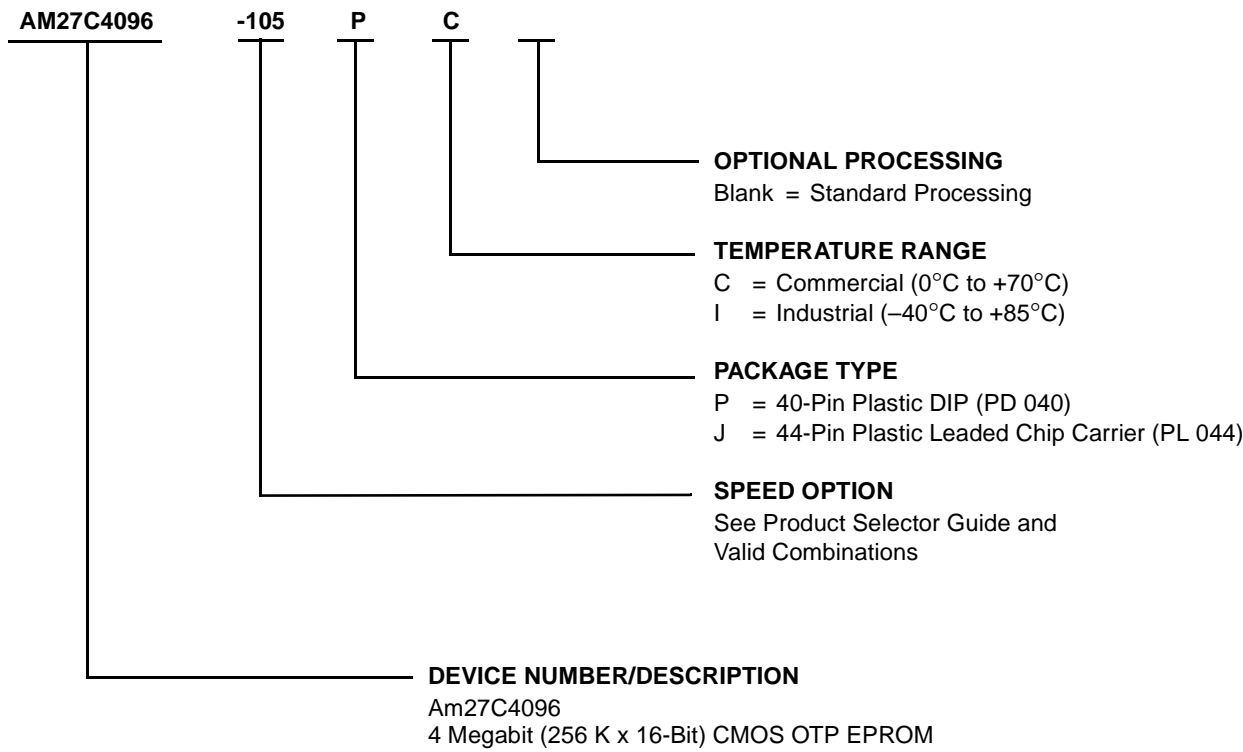 AM27C4096 -105 P C
OPTIONAL PROCESSING
Blank = Standard Processing
TEMPERATURE RANGE
C = Commercial (0°C to +70°C)
I = Industrial (–40°C to +85°C)
PACKAGE TYPE
P = 40-Pin Plastic DIP (PD 040)
J = 44-Pin Plastic Leaded Chip Carrier (PL 044)
SPEED OPTION
See Product Selector Guide and
Valid Combinations
DEVICE NUMBER/DESCRIPTION
Am27C4096
4 Megabit (256 K x 16-Bit) CMOS OTP EPROM